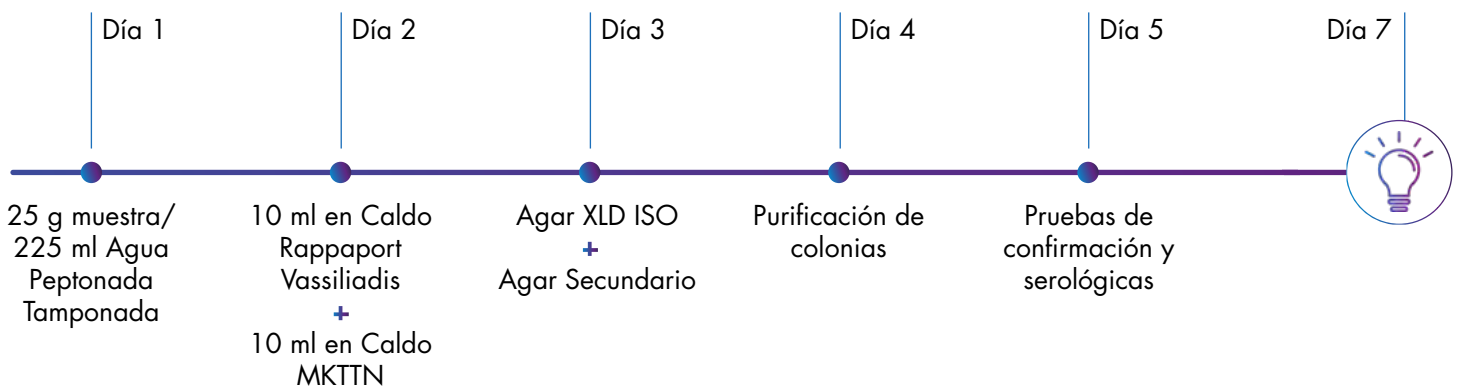 Día 1
Día 2
Día 3
Día 4
Día 5
Día 7
25 g muestra/
225 ml Agua
Peptonada
Tamponada
10 ml en Caldo
Rappaport
Vassiliadis
+
10 ml en Caldo
MKTTN
Agar XLD ISO
+
Agar Secundario
Purificación de
colonias
Pruebas de
confirmación y
serológicas